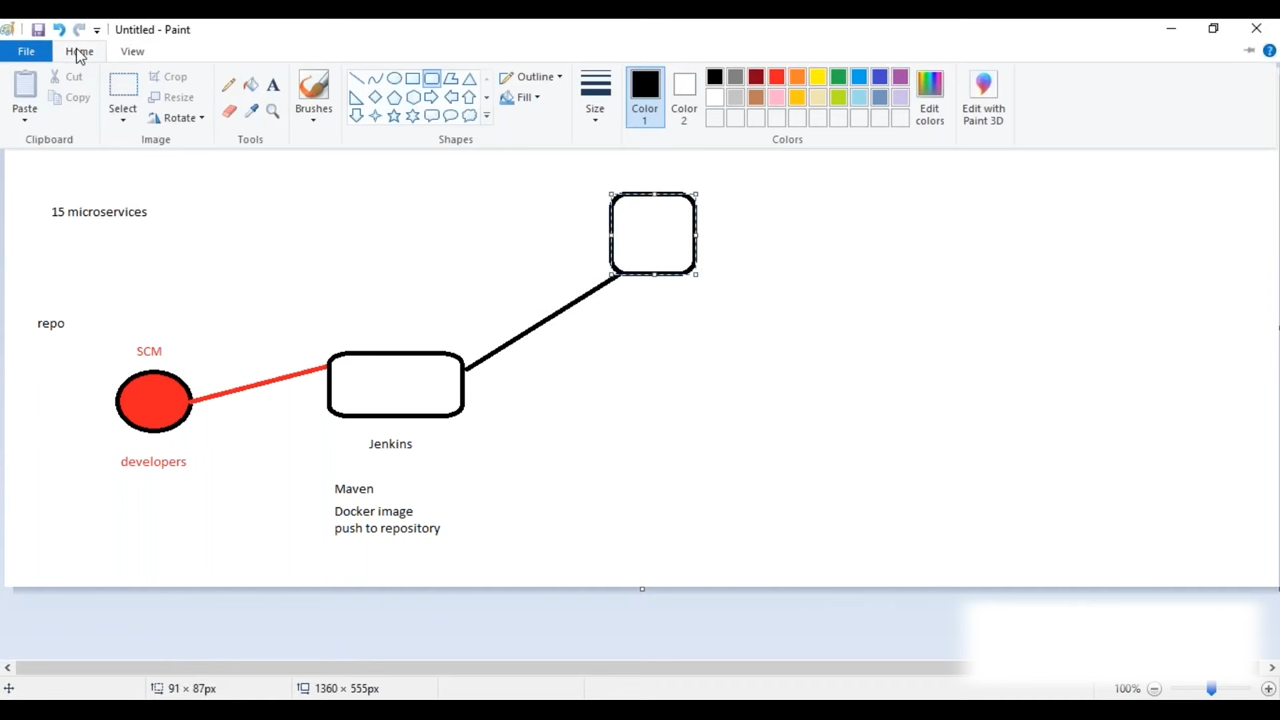 Untitled - Paint
File
Home
View
Paste
Cut
Copy
Clipboard
Select
Crop
Resize
Rotate
Image
A
Tools
Brushes
Outline
Fill
Shapes
Size
Color
1
Color
2
Edit
colors
Edit with
Paint 3D
Colors
15 microservices
repo
SCM
developers
Jenkins
Maven
Docker image
push to repository
91 × 87px
1360 × 555px
100%